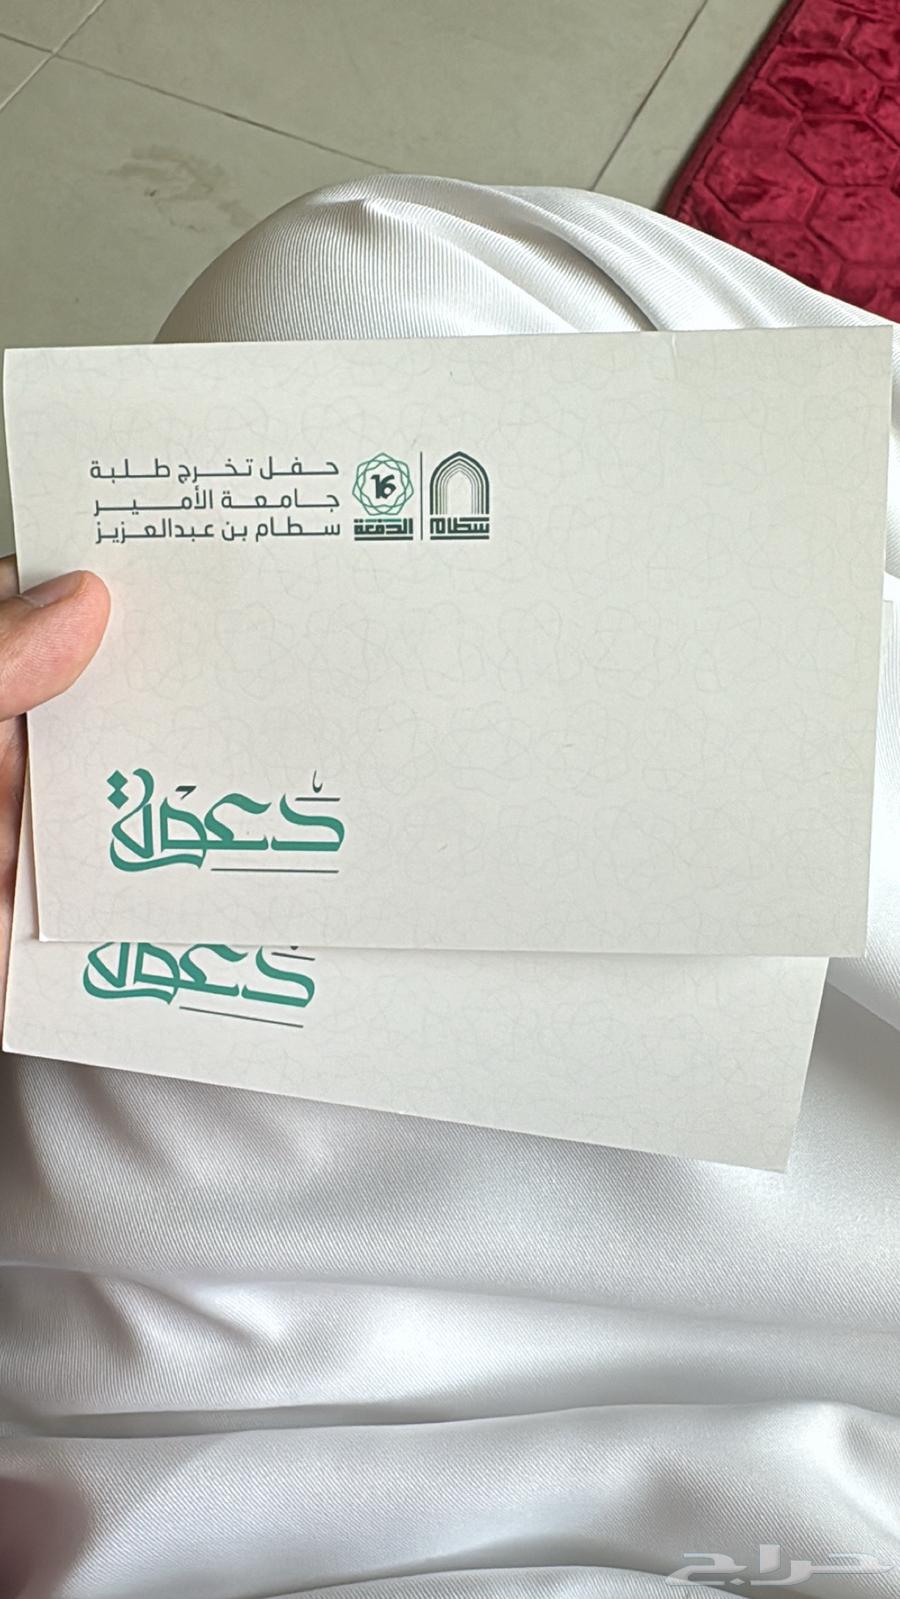 حفل تخرج طلبة
جامعة الأمير
سطام بن عبدالعزيز
16
الدفعة
سطام
دعوة
دعوة
حراج